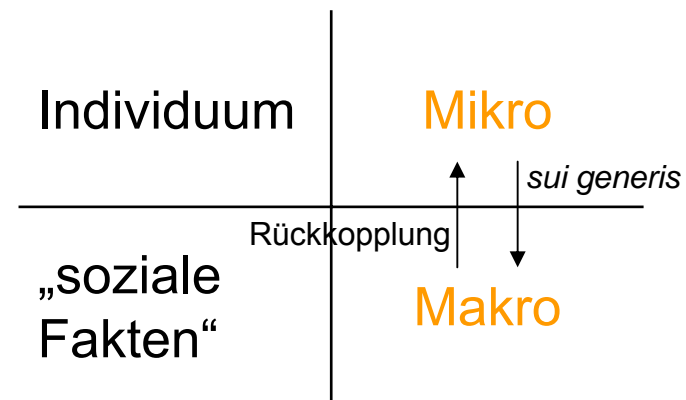 Individuum
Mikro
sui generis
Rückkopplung
„soziale
Fakten“
Makro